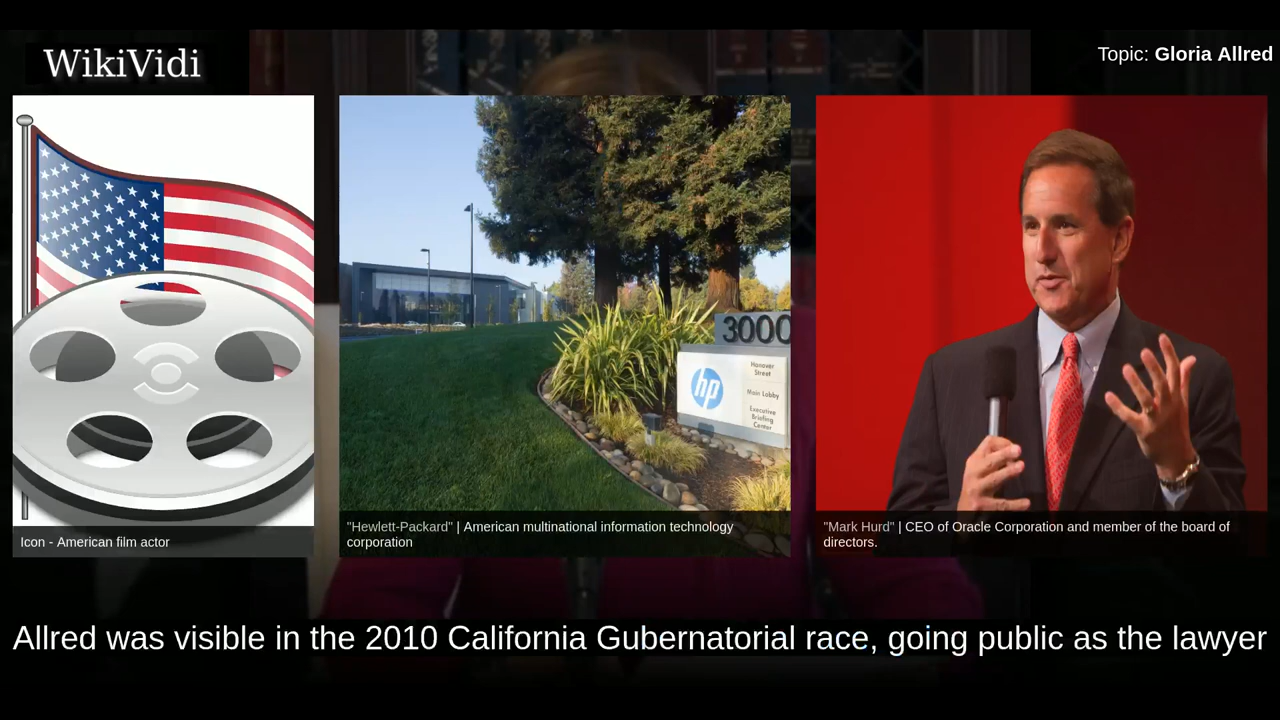 WikiVidi
Topic: Gloria Allred
3000
Hanover
Street
hp
Main Lobby
Executive
Briefing
Center
Icon - American film actor
"Hewlett-Packard" | American multinational information technology
corporation
"Mark Hurd" | CEO of Oracle Corporation and member of the board of
directors.
Allred was visible in the 2010 California Gubernatorial race, going public as the lawyer